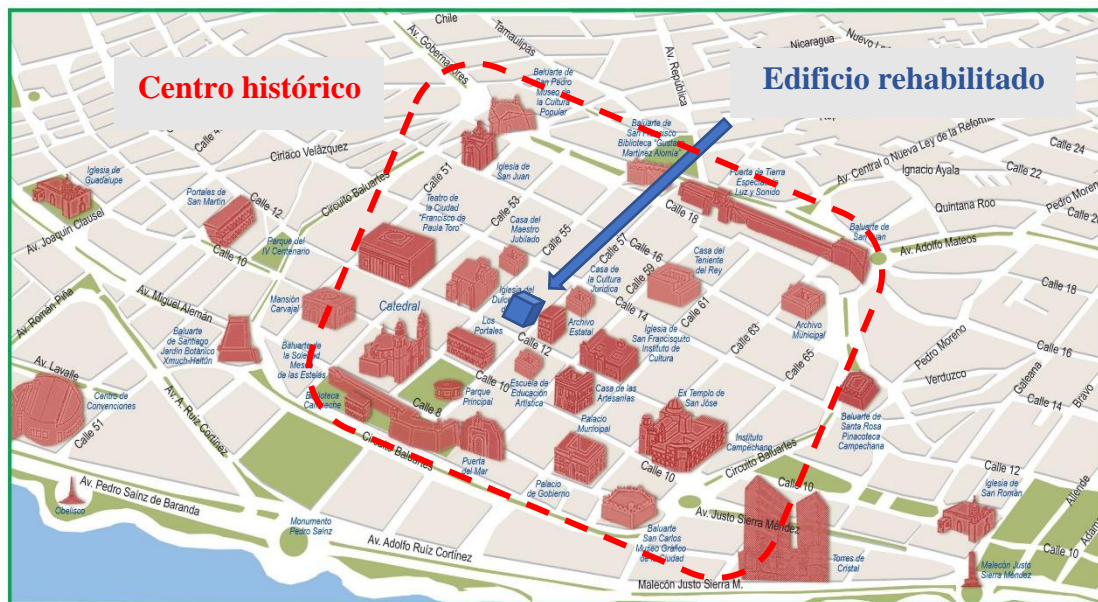 Chile
Tamaulipas
Av. Gobernadores
Av. República
Nicaragua
Centro histórico
Edificio rehabilitado
Baluarte de
San Pedro
Museo de
la Cultura
Popular
Baluarte de
San Francisco
Biblioteca
Martínez Alomía"
Calle 24
Av. Central o Nueva Ley de la Reforma
Ignacio Ayala
Calle 22
Pedro Moreno
Quintana Roo
Ciriaco Velázquez
Iglesia de
Guadalupe
Portales de
San Martín
Calle 12
Circuito Baluartes
Calle 51
Iglesia de
San Juan
Puerta de Tierra
Luz y Sonido
Teatro de
la Ciudad
"Francisco de
Paula Toro"
Calle 53
Casa del
Maestro
Jubilado
Calle 55
Calle 57
Calle 18
Calle 16
Calle 59
Casa del
Teniente
del Rey
Baluarte de
Av. Adolfo Mateos
Av. Joaquín Clausel
Calle 10
Parque del
IV Centenario
Casa de
la Cultura
Jurídica
Calle 14
Calle 61
Calle 18
Av. Román Piña
Av. Miguel Alemán
Mansión
Carvajal
Catedral
Iglesia del
Los
Portales
Calle 12
Archivo
Estatal
Iglesia de
San Francisquito
Instituto de
Cultura
Calle 63
Archivo
Municipal
Pedro Moreno
Calle 16
Baluarte
de Santiago
Jardín Botánico
Xmuch-Haltún
Baluarte de
la Soledad
de las Estelas
Calle 10
Escuela de
Educación
Artística
Casa de las
Artesanías
Calle 65
Verduzco
Galeana
Calle 14
Bravo
Av. Lavalle
Centro de
Convenciones
Calle 51
Av. A. Ruiz Cortínez
Biblioteca
Campeche
Calle 8
Parque
Principal
Palacio
Municipal
Ex Templo de
San Jóse
Baluarte de
Santa Rosa
Pinacoteca
Campechana
Circuito Baluartes
Puerta
del Mar
Instituto
Campechano
Circuito Baluartes
Calle 12
Iglesia de
San Román
Allende
Av. Pedro Sainz de Baranda
Obelisco
Palacio
de Gobierno
Calle 10
Calle 10
Monumento
Pedro Sainz
Av. Adolfo Ruíz Cortínez
Baluarte
San Carlos
Museo Gráfico
de la Ciudad
Av. Justo Sierra Méndez
Calle 10
Torres de
Cristal
Malecón Justo
Sierra Méndez
Malecón Justo Sierra M.